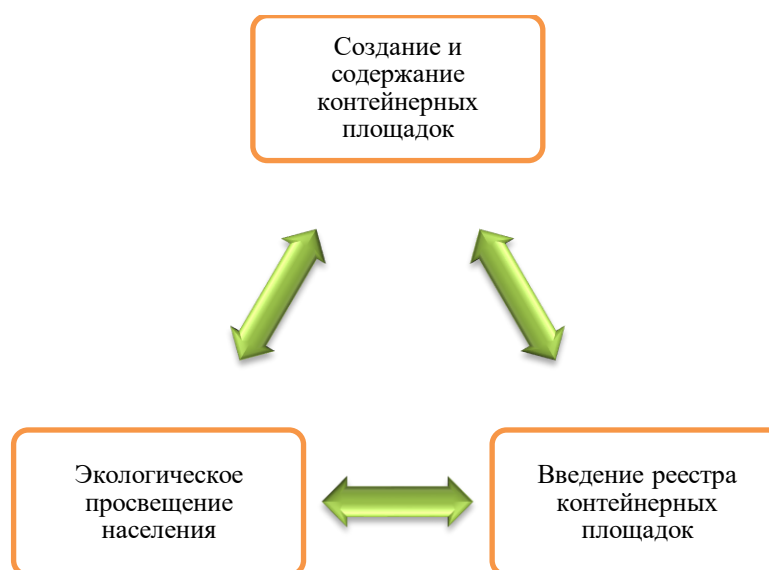 Создание и
содержание
контейнерных
площадок
Экологическое
просвещение
населения
Введение реестра
контейнерных
площадок